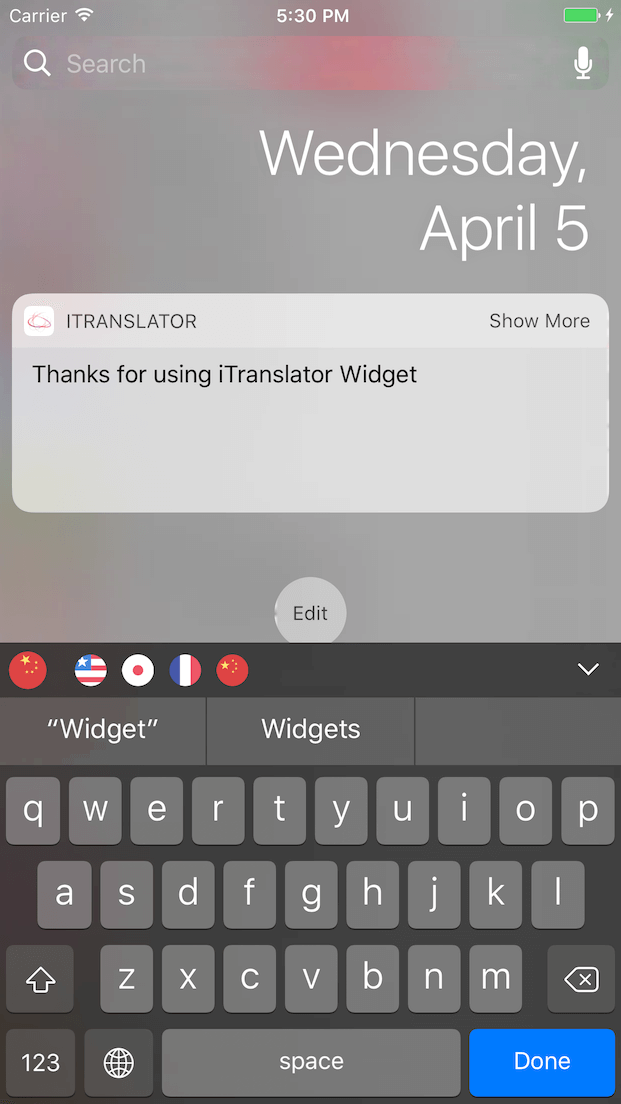 Carrier 5:30 PM
Search
Wednesday,
April 5
ITRANSLATOR Show More
Thanks for using iTranslator Widget
Edit
“Widget” Widgets
q w e r t y u i o p
a s d f g h j k l
z x c v b n m
123 space Done